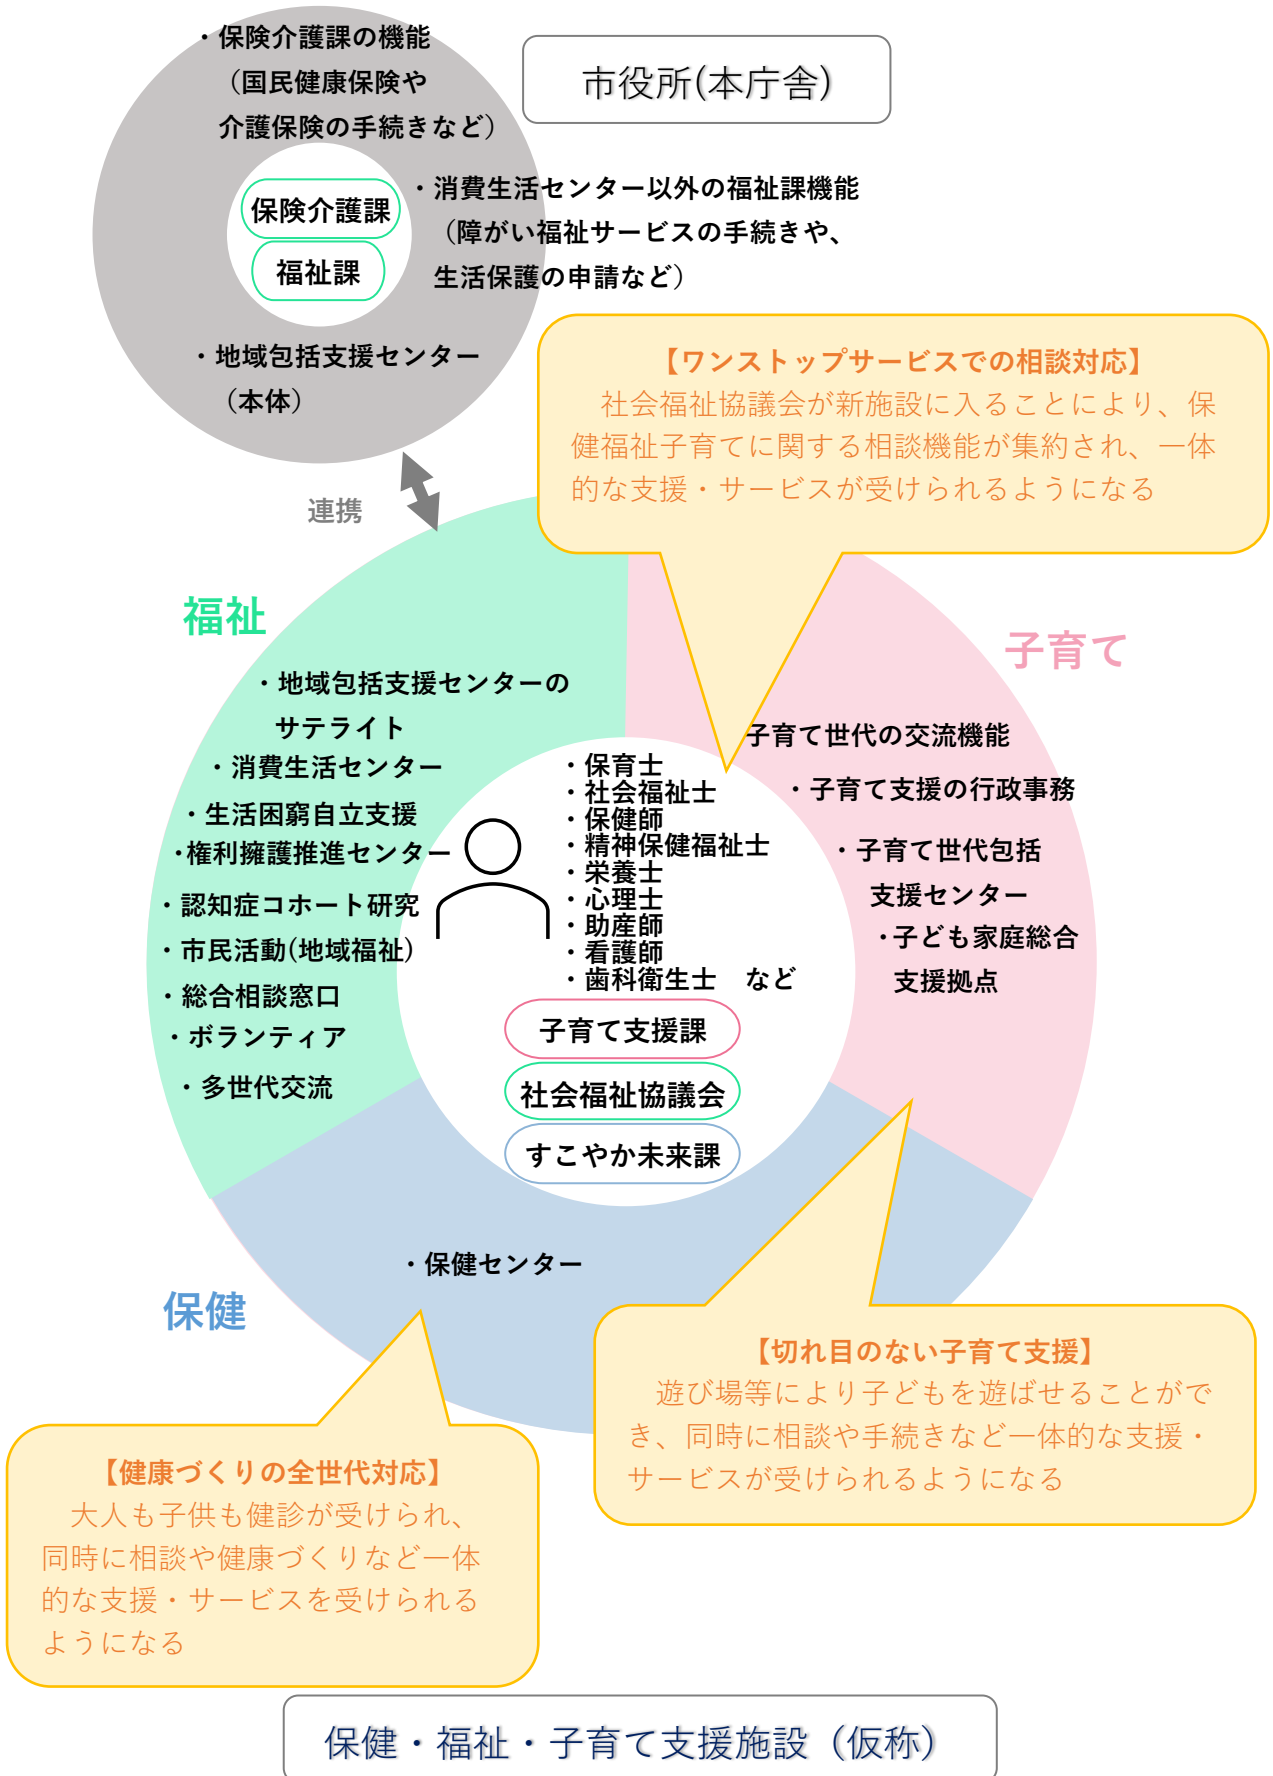 ・保険介護課の機能
（国民健康保険や
介護保険の手続きなど）
市役所(本庁舎)
保険介護課
福祉課
・消費生活センター以外の福祉課機能
（障がい福祉サービスの手続きや、
生活保護の申請など）
・地域包括支援センター
（本体）
連携
【ワンストップサービスでの相談対応】
社会福祉協議会が新施設に入ることにより、保
健福祉子育てに関する相談機能が集約され、一体
的な支援・サービスが受けられるようになる
福祉
・地域包括支援センターの
サテライト
・消費生活センター
・生活困窮自立支援
・権利擁護推進センター
・認知症コホート研究
・市民活動(地域福祉)
・総合相談窓口
・ボランティア
・多世代交流
子育て
子育て世代の交流機能
・子育て支援の行政事務
・子育て世代包括
支援センター
・子ども家庭総合
支援拠点
・保育士
・社会福祉士
・保健師
・精神保健福祉士
・栄養士
・心理士
・助産師
・看護師
・歯科衛生士　など
子育て支援課
社会福祉協議会
すこやか未来課
保健
・保健センター
【切れ目のない子育て支援】
遊び場等により子どもを遊ばせることがで
き、同時に相談や手続きなど一体的な支援・
サービスが受けられるようになる
【健康づくりの全世代対応】
大人も子供も健診が受けられ、
同時に相談や健康づくりなど一体
的な支援・サービスを受けられる
ようになる
保健・福祉・子育て支援施設（仮称）